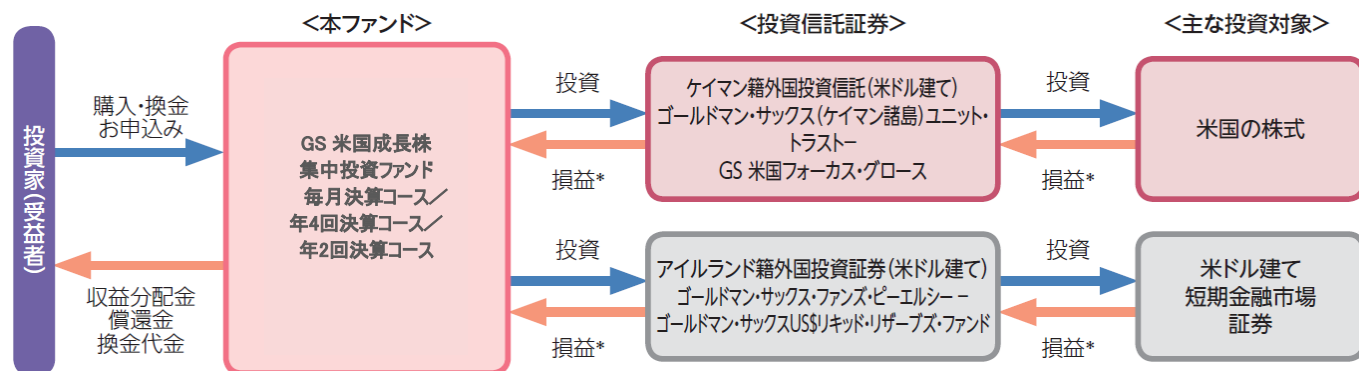 <本ファンド>
<投資信託証券>
<主な投資対象>
投資家(受益者)
購入・換金
お申込み
収益分配金
償還金
換金代金
GS 米国成長株
集中投資ファンド
毎月決算コース/
年4回決算コース/
年2回決算コース
投資
損益*
ケイマン籍外国投資信託(米ドル建て)
ゴールドマン・サックス(ケイマン諸島)ユニット・
トラストー
GS 米国フォーカス・グロース
投資
損益*
米国の株式
投資
損益*
アイルランド籍外国投資証券(米ドル建て)
ゴールドマン・サックス・ファンズ・ピーエルシー −
ゴールドマン・サックスUS$リキッド・リザーブズ・ファンド
投資
損益*
米ドル建て
短期金融市場
証券